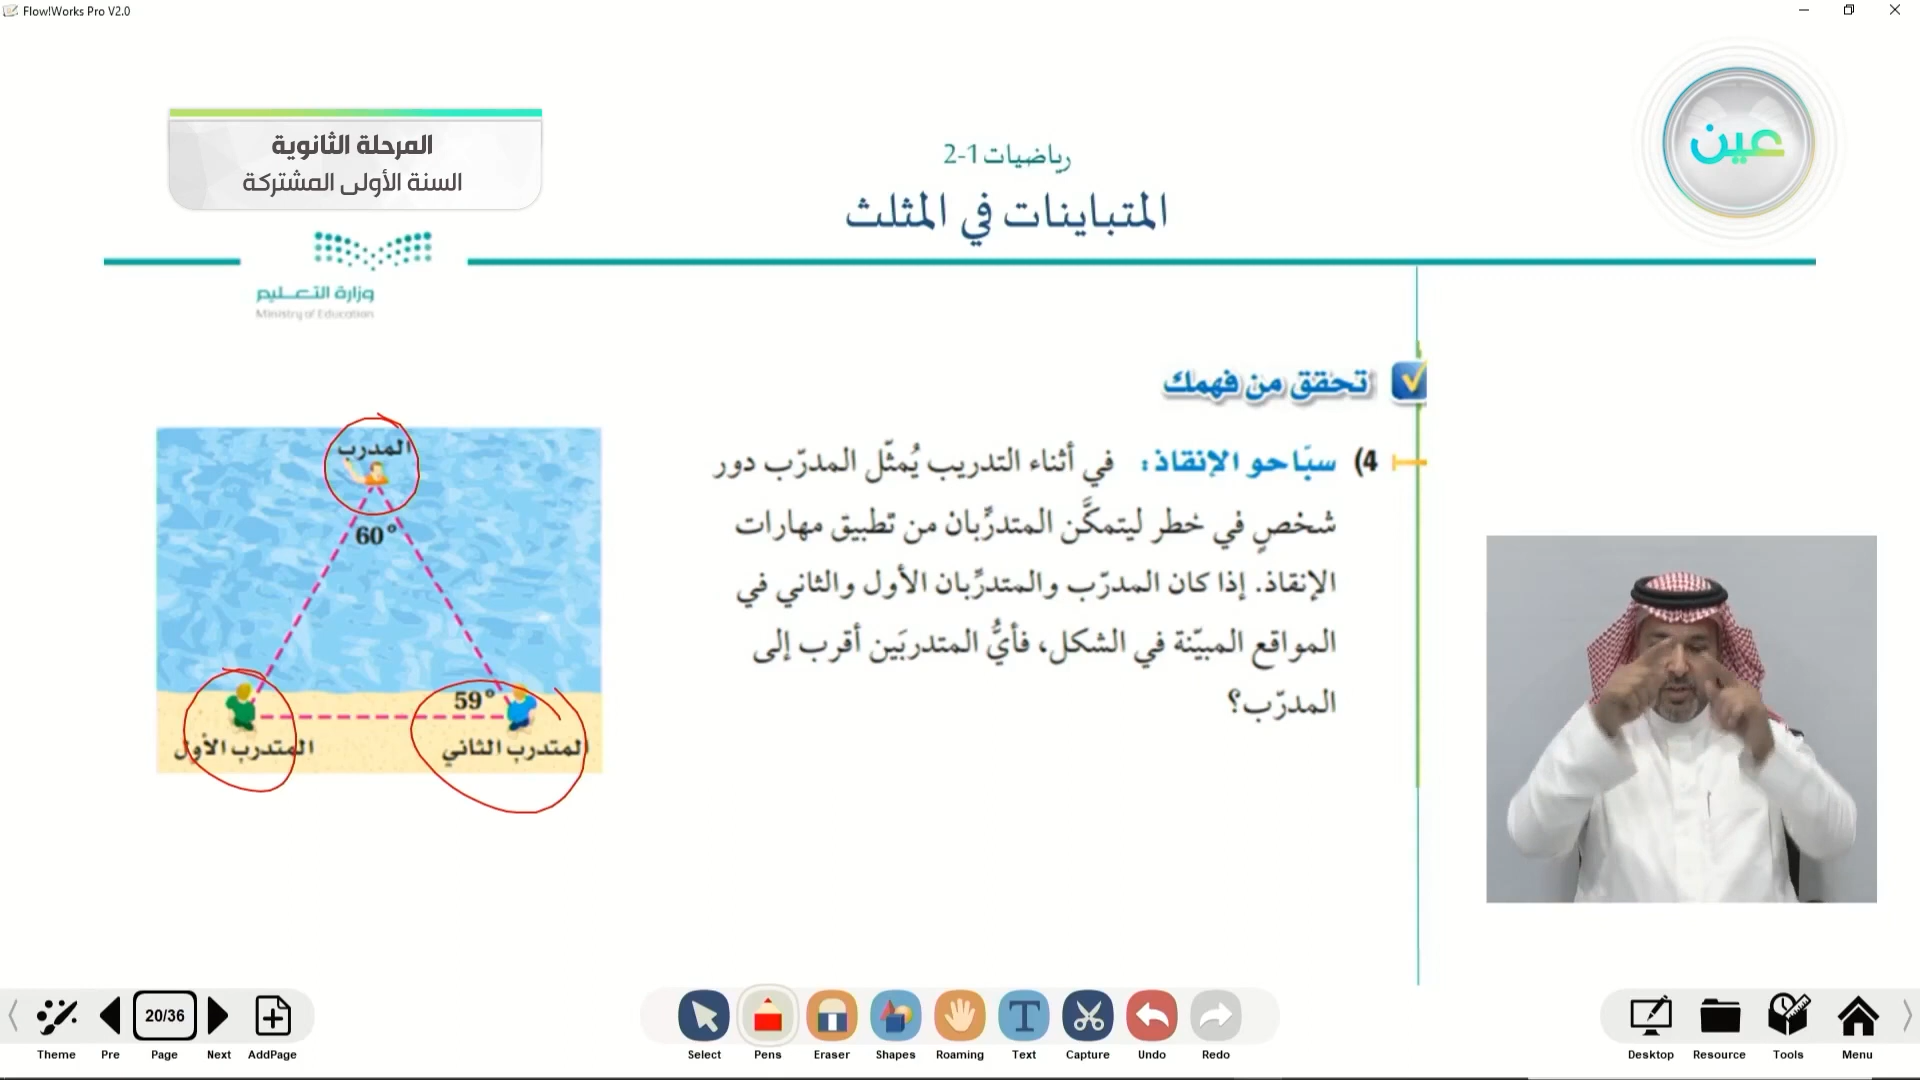 Flow!Works Pro V2.0
عين
المرحلة الثانوية
السنة الأولى المشتركة
رياضيات 1-2
المتباينات في المثلث
وزارة التعليم
Ministry of Education
تحقق من فهمك
4) سبّاحو الإنقاذ: في أثناء التدريب يُمثّل المدرّب دور
شخصٍ في خطر ليتمكَّن المتدرِّبان من تطبيق مهارات
الإنقاذ. إذا كان المدرّب والمتدرِّبان الأول والثاني في
المواقع المبيّنة في الشكل، فأيُّ المتدربَين أقرب إلى
المدرّب؟
المدرب
60°
59°
المتدرب الثاني
المتدرب الأول
20/36
Theme Pre Page Next AddPage
Select Pens Eraser Shapes Roaming Text Capture Undo Redo
Desktop Resource Tools Menu